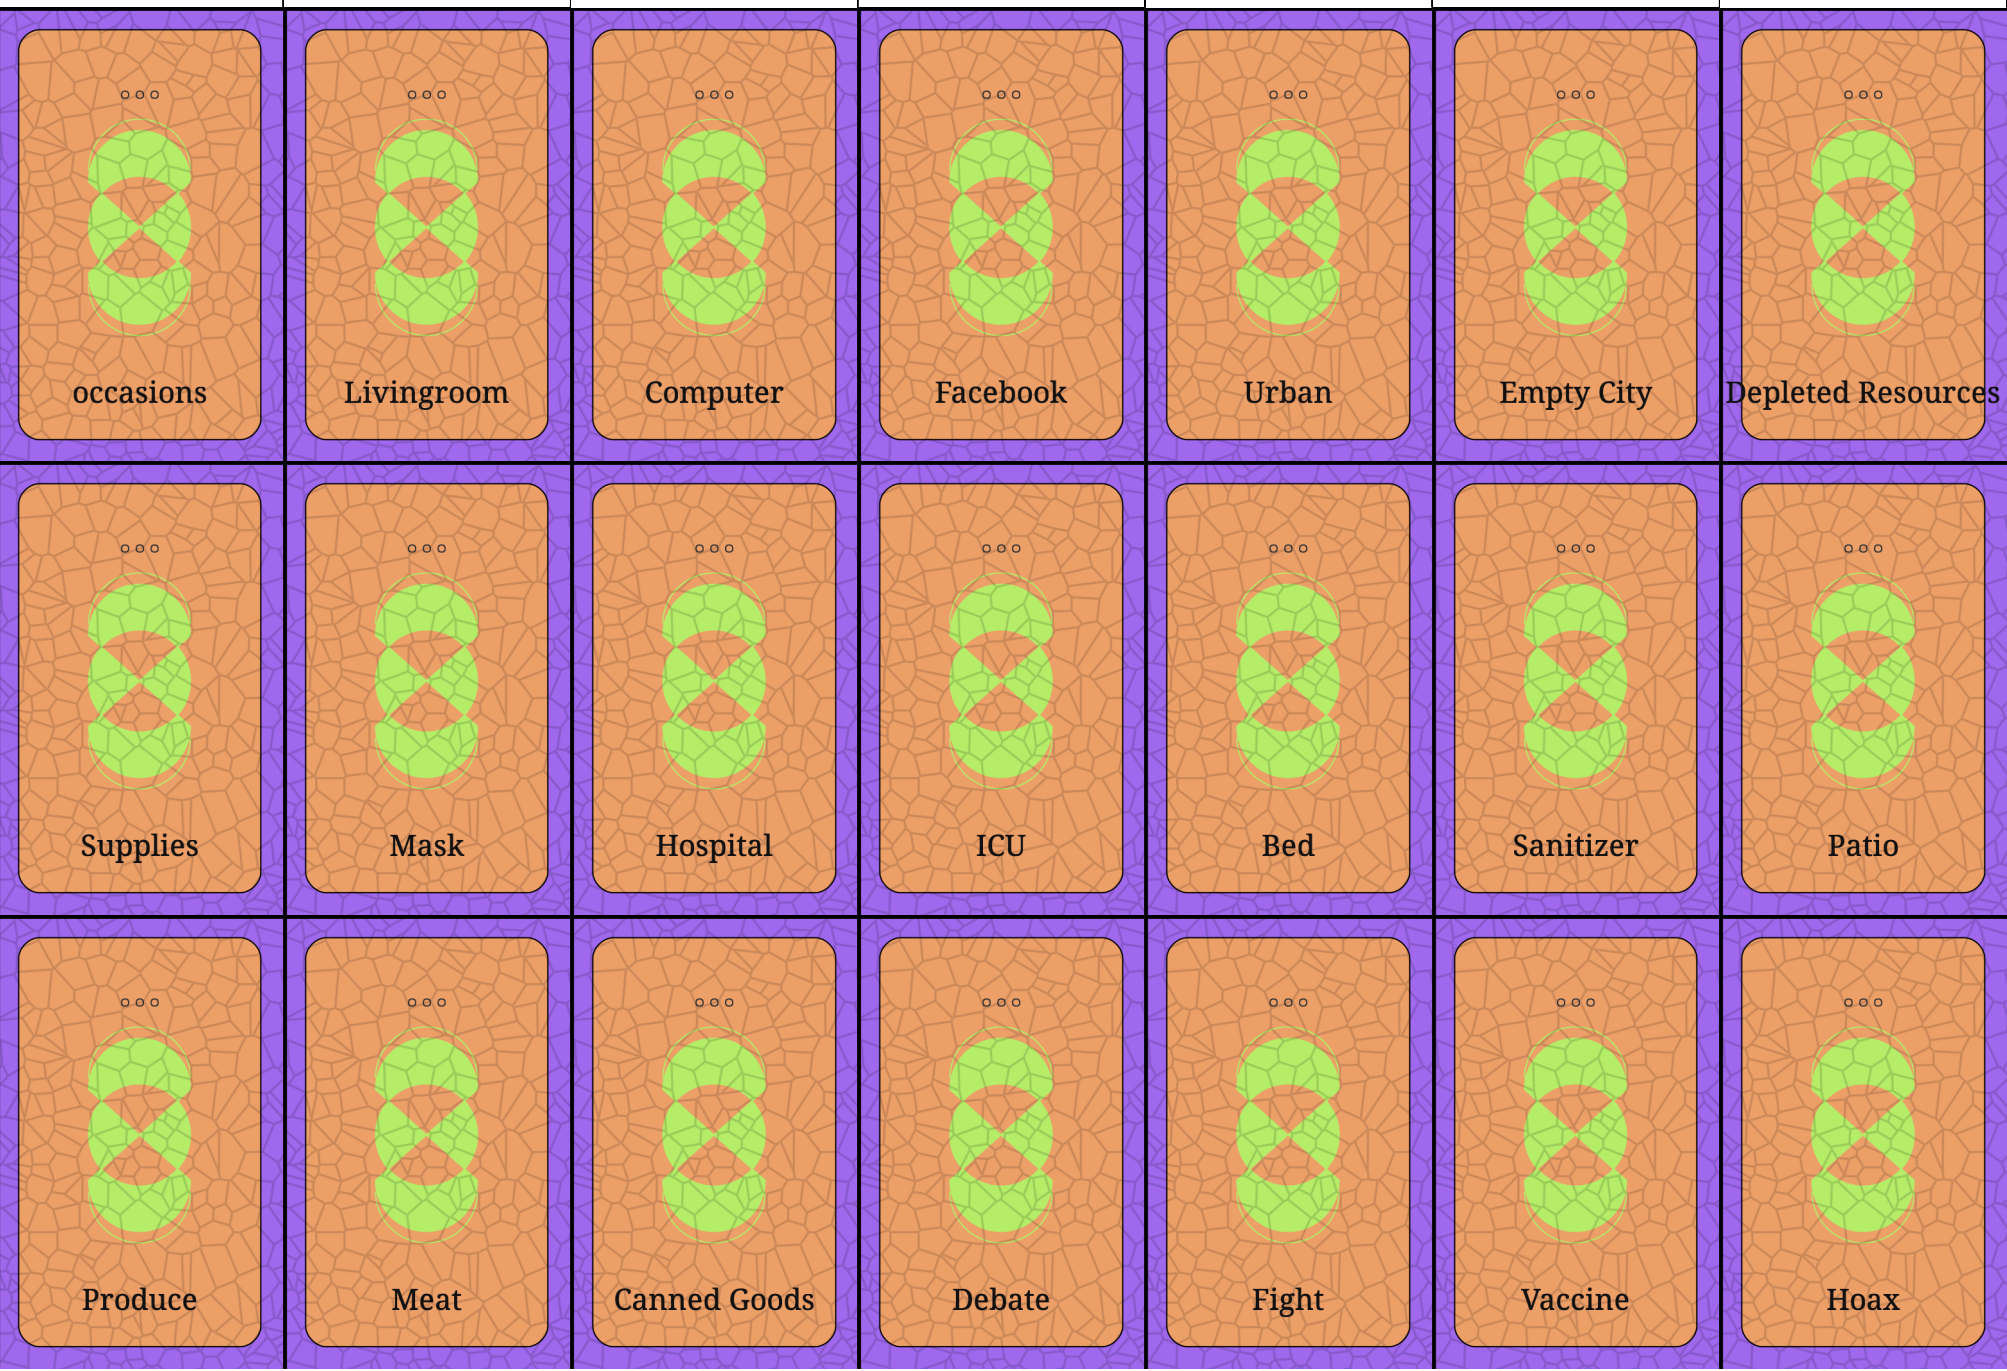 occasions
Livingroom
Computer
Facebook
Urban
Empty City
Depleted Resources
Supplies
Mask
Hospital
ICU
Bed
Sanitizer
Patio
Produce
Meat
Canned Goods
Debate
Fight
Vaccine
Hoax